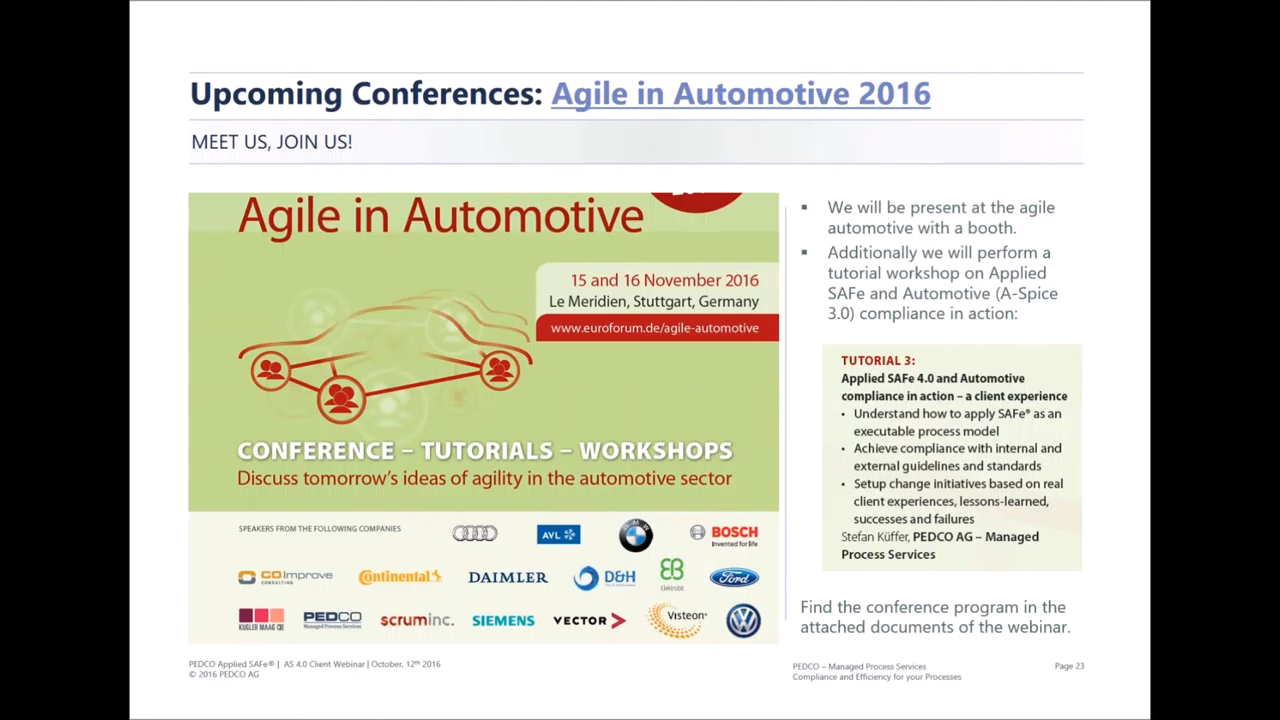 Upcoming Conferences: Agile in Automotive 2016
MEET US, JOIN US!
Agile in Automotive
15 and 16 November 2016
Le Meridien, Stuttgart, Germany
www.euroforum.de/agile-automotive
CONFERENCE – TUTORIALS – WORKSHOPS
Discuss tomorrow's ideas of agility in the automotive sector
SPEAKERS FROM THE FOLLOWING COMPANIES
AVL
BMW
BOSCH
Invented for life
COImprove
CONSULTING
Continental
DAIMLER
D&H
Elektrobit
Ford
KUGLER MAAG CIE
PEDCO
Managed Process Services
scruminc.
SIEMENS
VECTOR
Visteon
▪ We will be present at the agile
automotive with a booth.
▪ Additionally we will perform a
tutorial workshop on Applied
SAFe and Automotive (A-Spice
3.0) compliance in action:
TUTORIAL 3:
Applied SAFe 4.0 and Automotive
compliance in action – a client experience
• Understand how to apply SAFe® as an
executable process model
• Achieve compliance with internal and
external guidelines and standards
• Setup change initiatives based on real
client experiences, lessons-learned,
successes and failures
Stefan Küffer, PEDCO AG – Managed
Process Services
Find the conference program in the
attached documents of the webinar.
PEDCO Applied SAFe® | AS 4.0 Client Webinar | October, 12th 2016
© 2016 PEDCO AG
PEDCO – Managed Process Services
Compliance and Efficiency for your Processes
Page 23